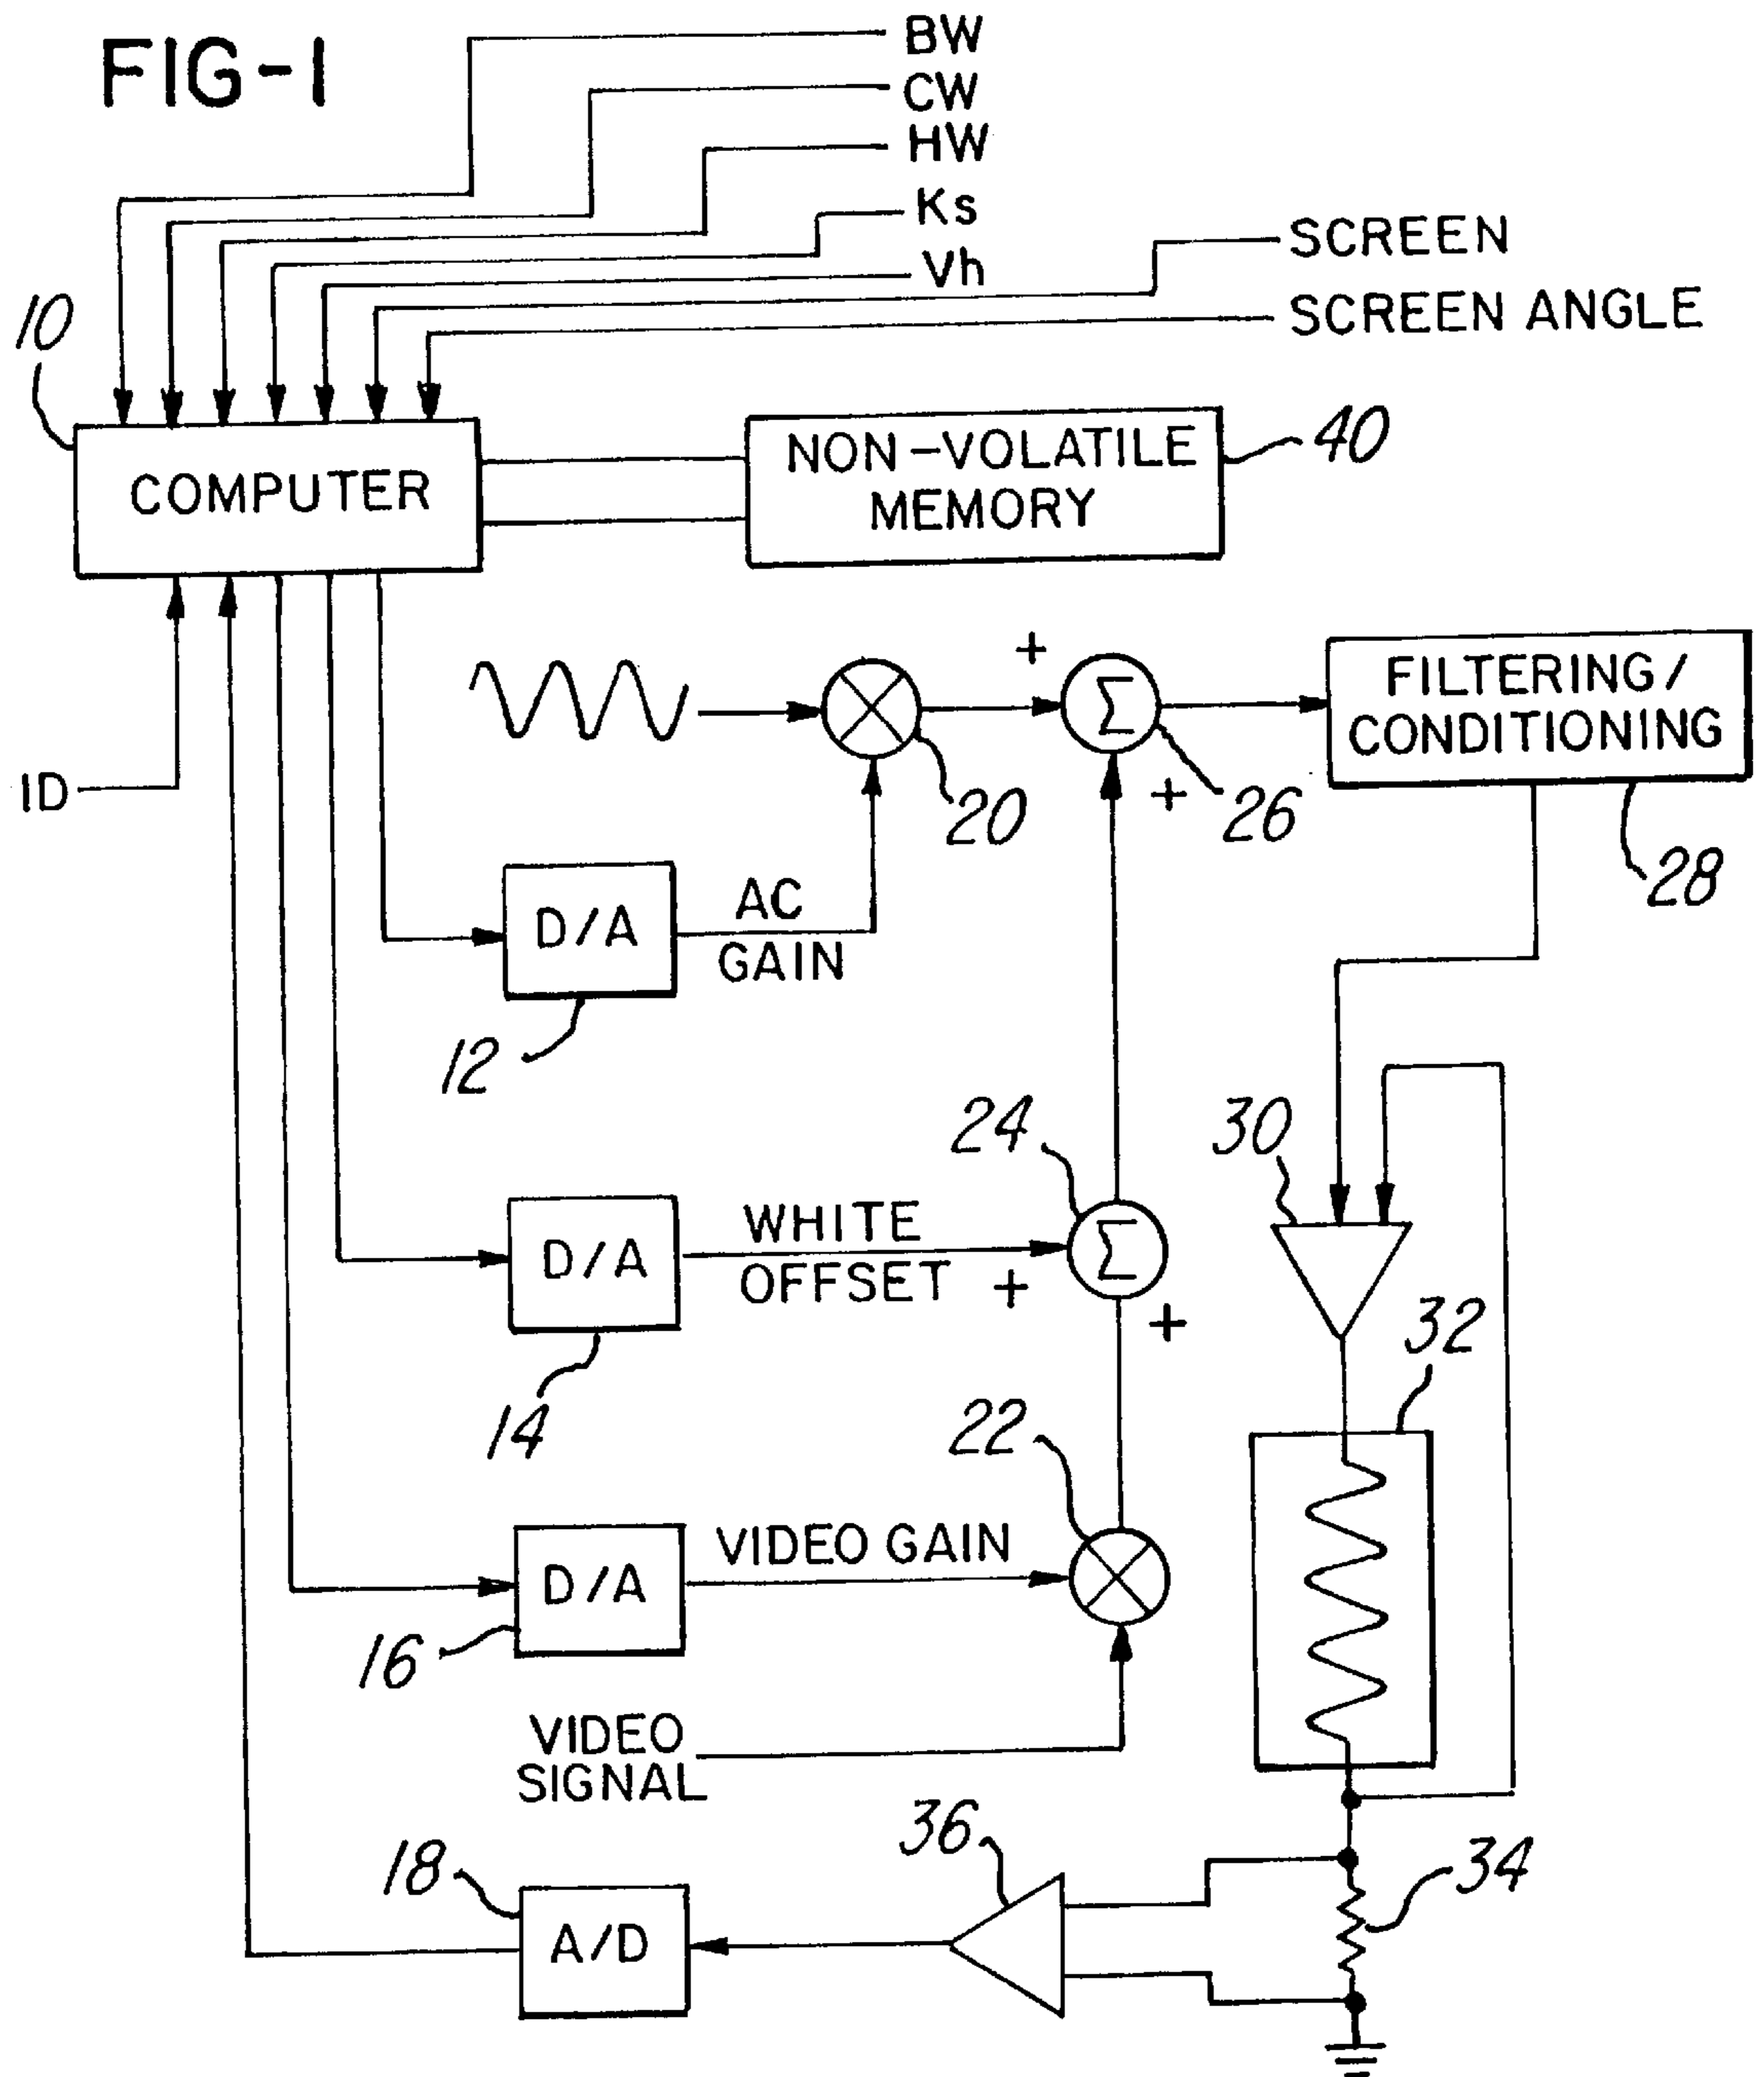 FIG-1
BW
CW
HW
Ks
Vh
SCREEN
SCREEN ANGLE
10
COMPUTER
NON-VOLATILE
MEMORY
40
ID
+
Σ
+
20
26
FILTERING/
CONDITIONING
28
D/A
AC
GAIN
12
24
30
D/A
WHITE
OFFSET
+
Σ
+
14
32
22
D/A
VIDEO GAIN
16
VIDEO
SIGNAL
36
18
A/D
34